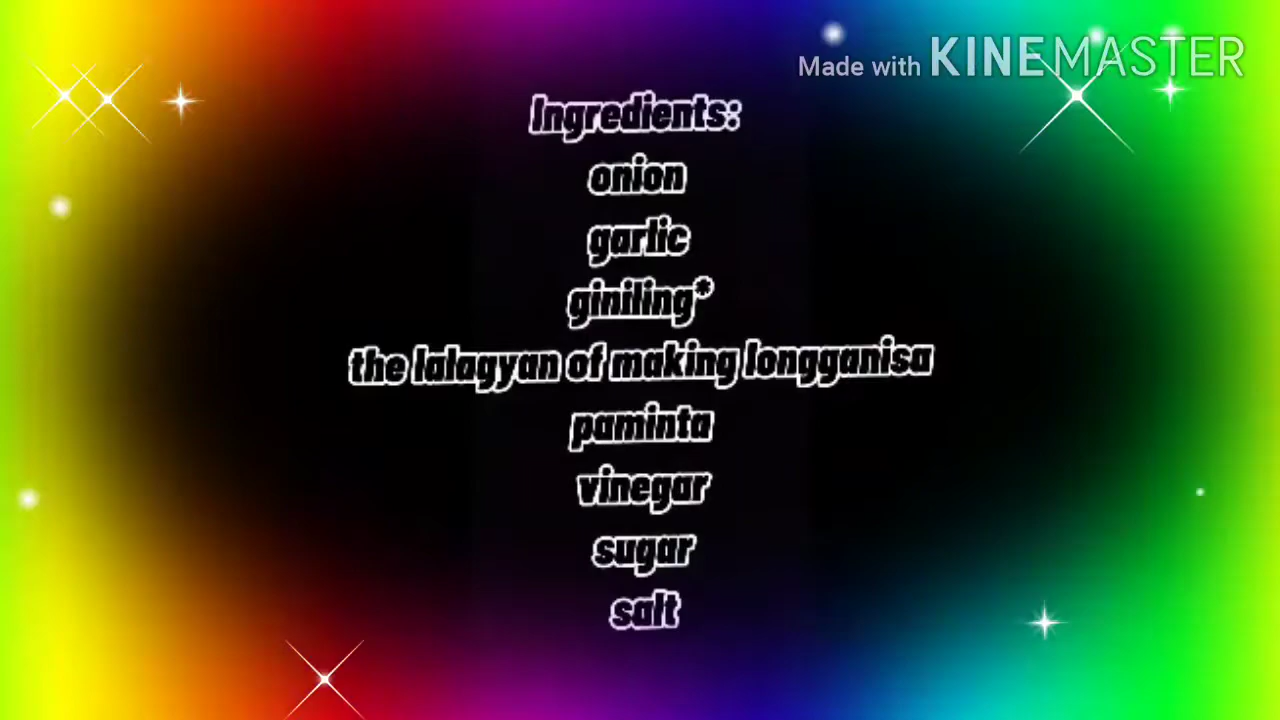 Made with KINEMASTER
Ingredients:
onion
garlic
giniling*
the lalagyan of making longganisa
paminta
vinegar
sugar
salt